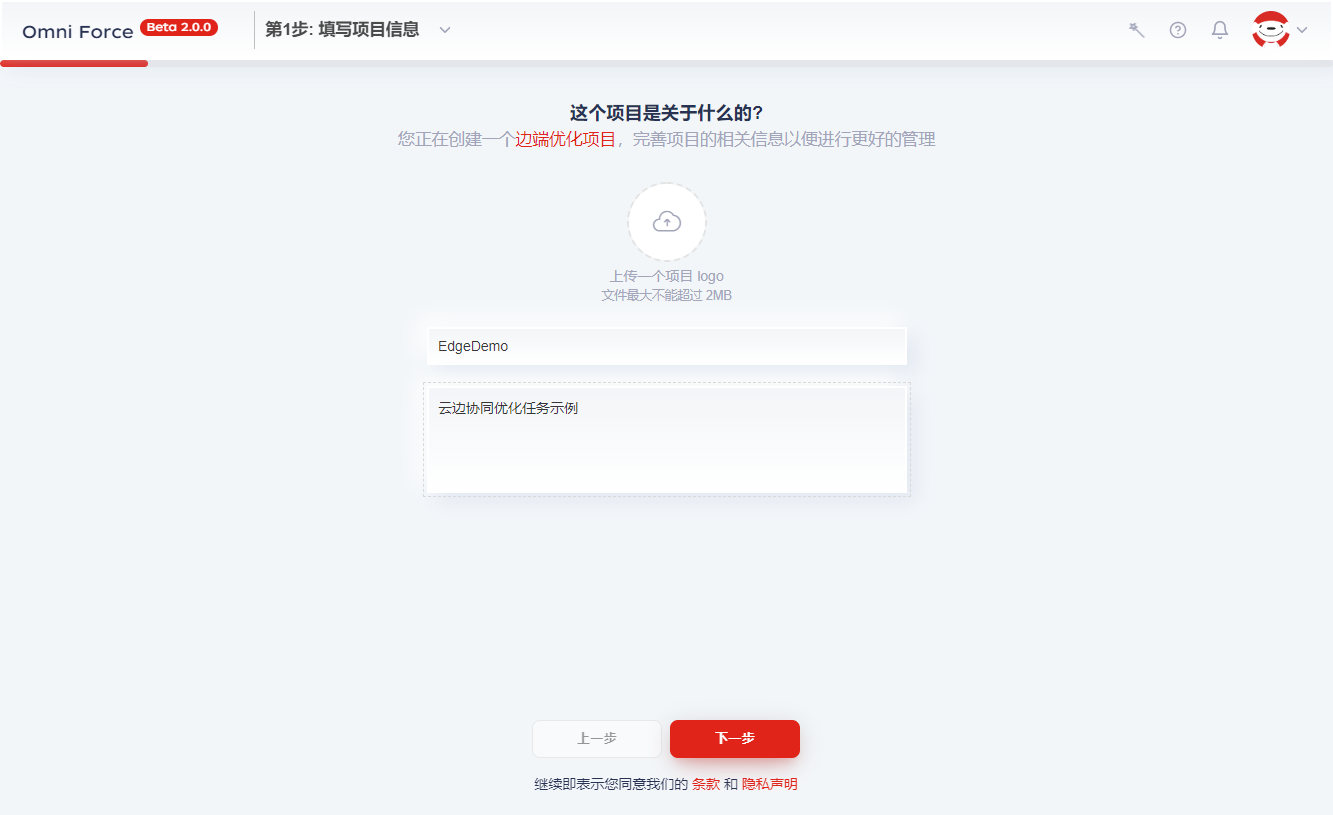 Omni Force Beta 2.0.0 第1步: 填写项目信息
这个项目是关于什么的?
您正在创建一个边端优化项目，完善项目的相关信息以便进行更好的管理
上传一个项目 logo
文件最大不能超过 2MB
EdgeDemo
云边协同优化任务示例
上一步 下一步
继续即表示您同意我们的 条款 和 隐私声明